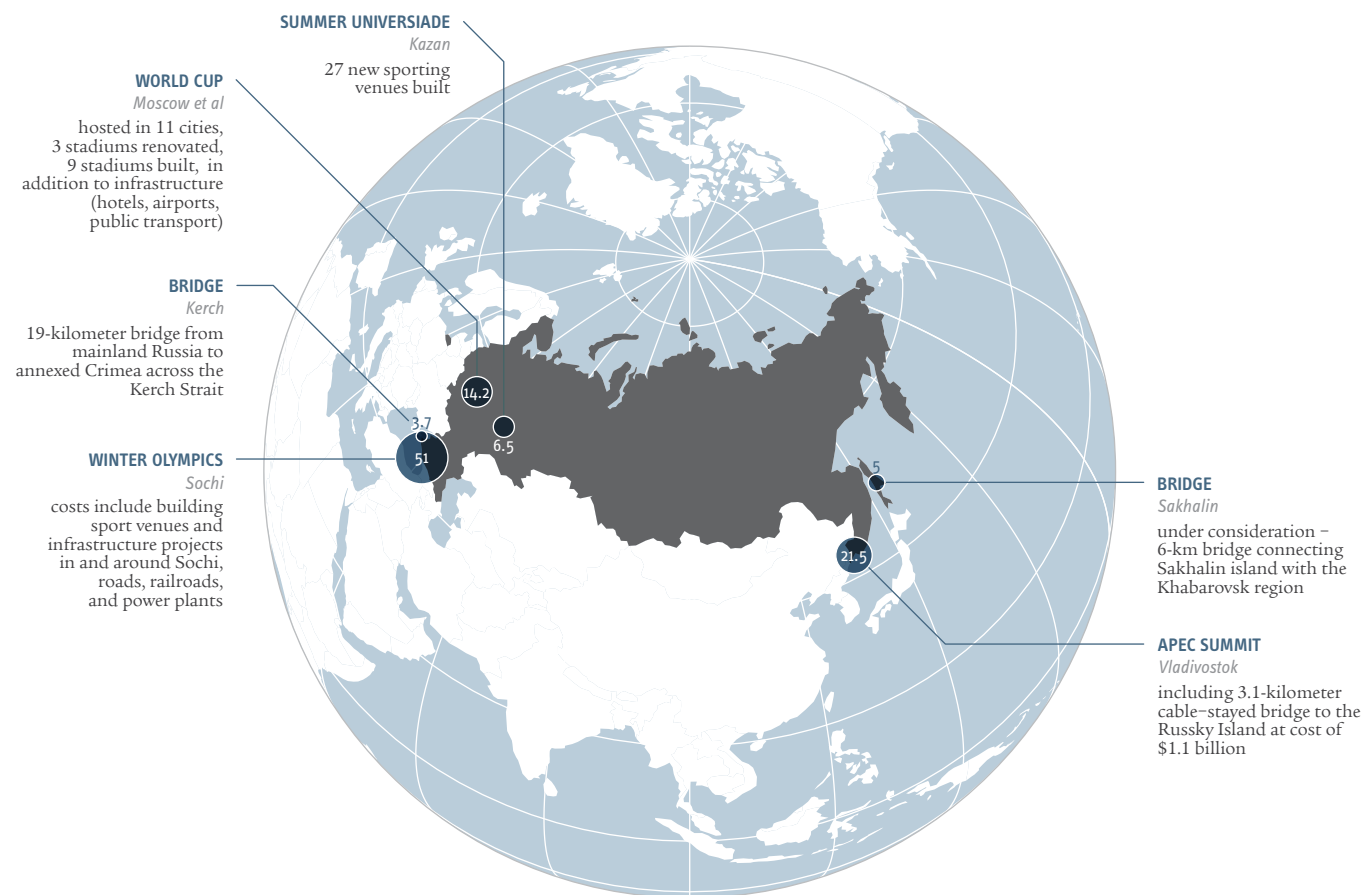 SUMMER UNIVERSIADE
Kazan
27 new sporting
venues built
WORLD CUP
Moscow et al
hosted in 11 cities,
3 stadiums renovated,
9 stadiums built, in
addition to infrastructure
(hotels, airports,
public transport)
BRIDGE
Kerch
19-kilometer bridge from
mainland Russia to
annexed Crimea across the
Kerch Strait
WINTER OLYMPICS
Sochi
costs include building
sport venues and
infrastructure projects
in and around Sochi,
roads, railroads,
and power plants
14.2
6.5
3.7
51
5
21.5
BRIDGE
Sakhalin
under consideration –
6-km bridge connecting
Sakhalin island with the
Khabarovsk region
APEC SUMMIT
Vladivostok
including 3.1-kilometer
cable-stayed bridge to the
Russky Island at cost of
$1.1 billion